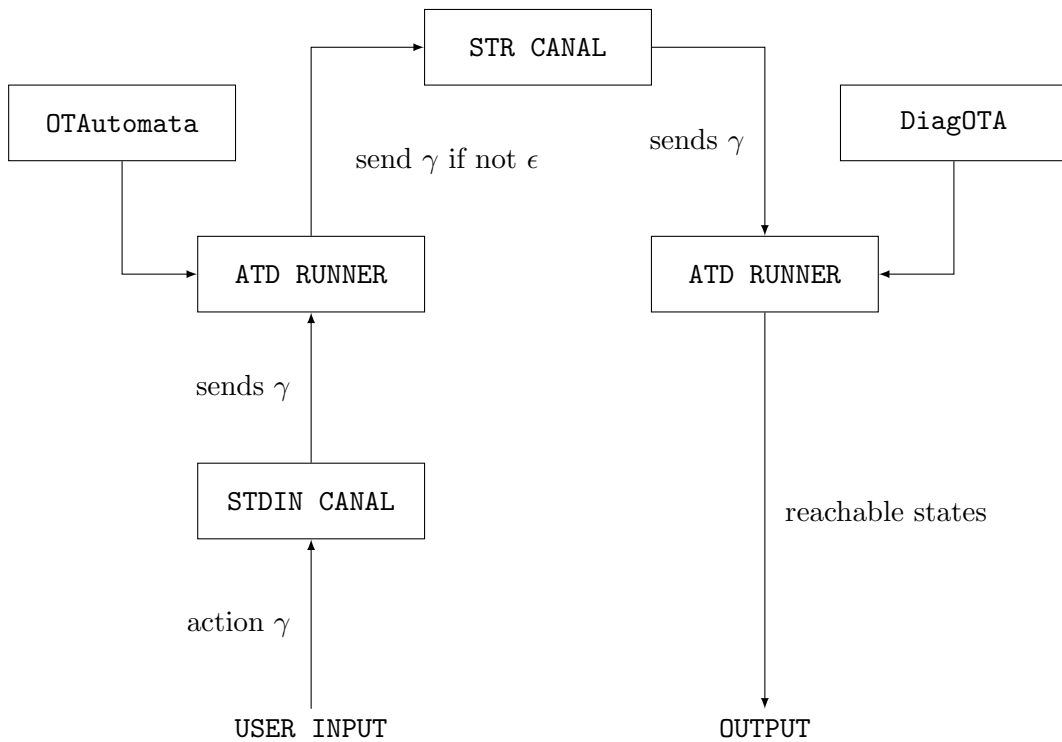 STR CANAL
OTAutomata
DiagOTA
send γ if not ϵ
sends γ
ATD RUNNER
ATD RUNNER
sends γ
STDIN CANAL
reachable states
action γ
USER INPUT
OUTPUT